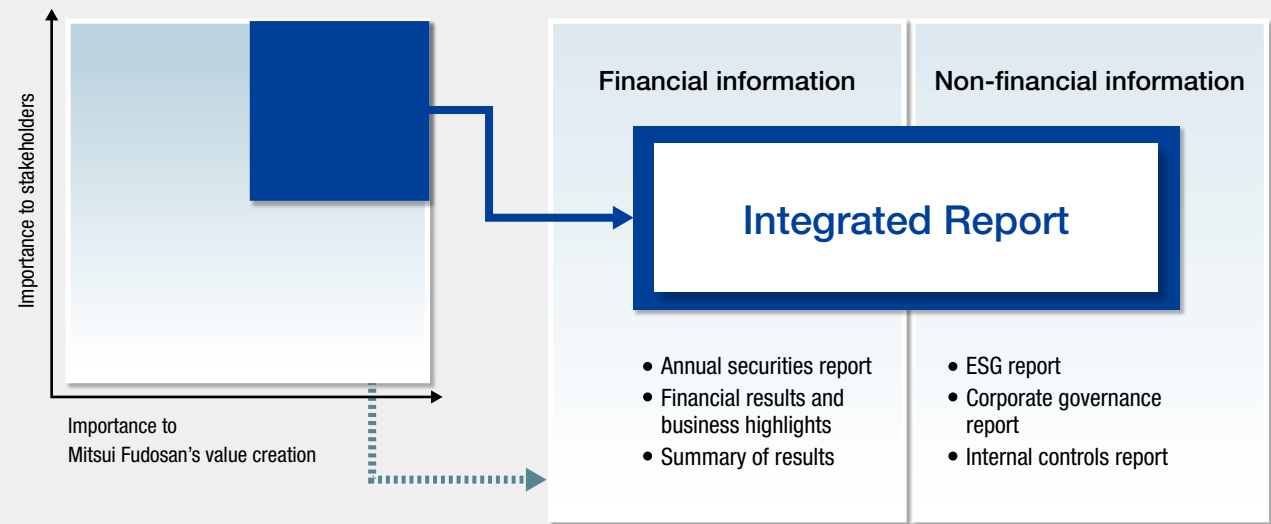 Importance to stakeholders
Importance to
Mitsui Fudosan's value creation
Financial information
Non-financial information
Integrated Report
• Annual securities report
• Financial results and
business highlights
• Summary of results
• ESG report
• Corporate governance
report
• Internal controls report